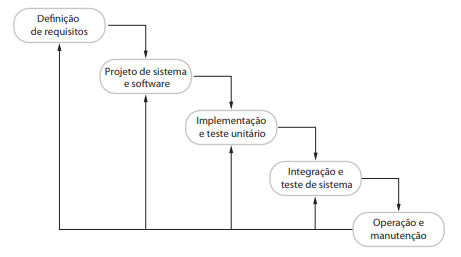 Definição
de requisitos
Projeto de sistema
e software
Implementação
e teste unitário
Integração e
teste de sistema
Operação e
manutenção